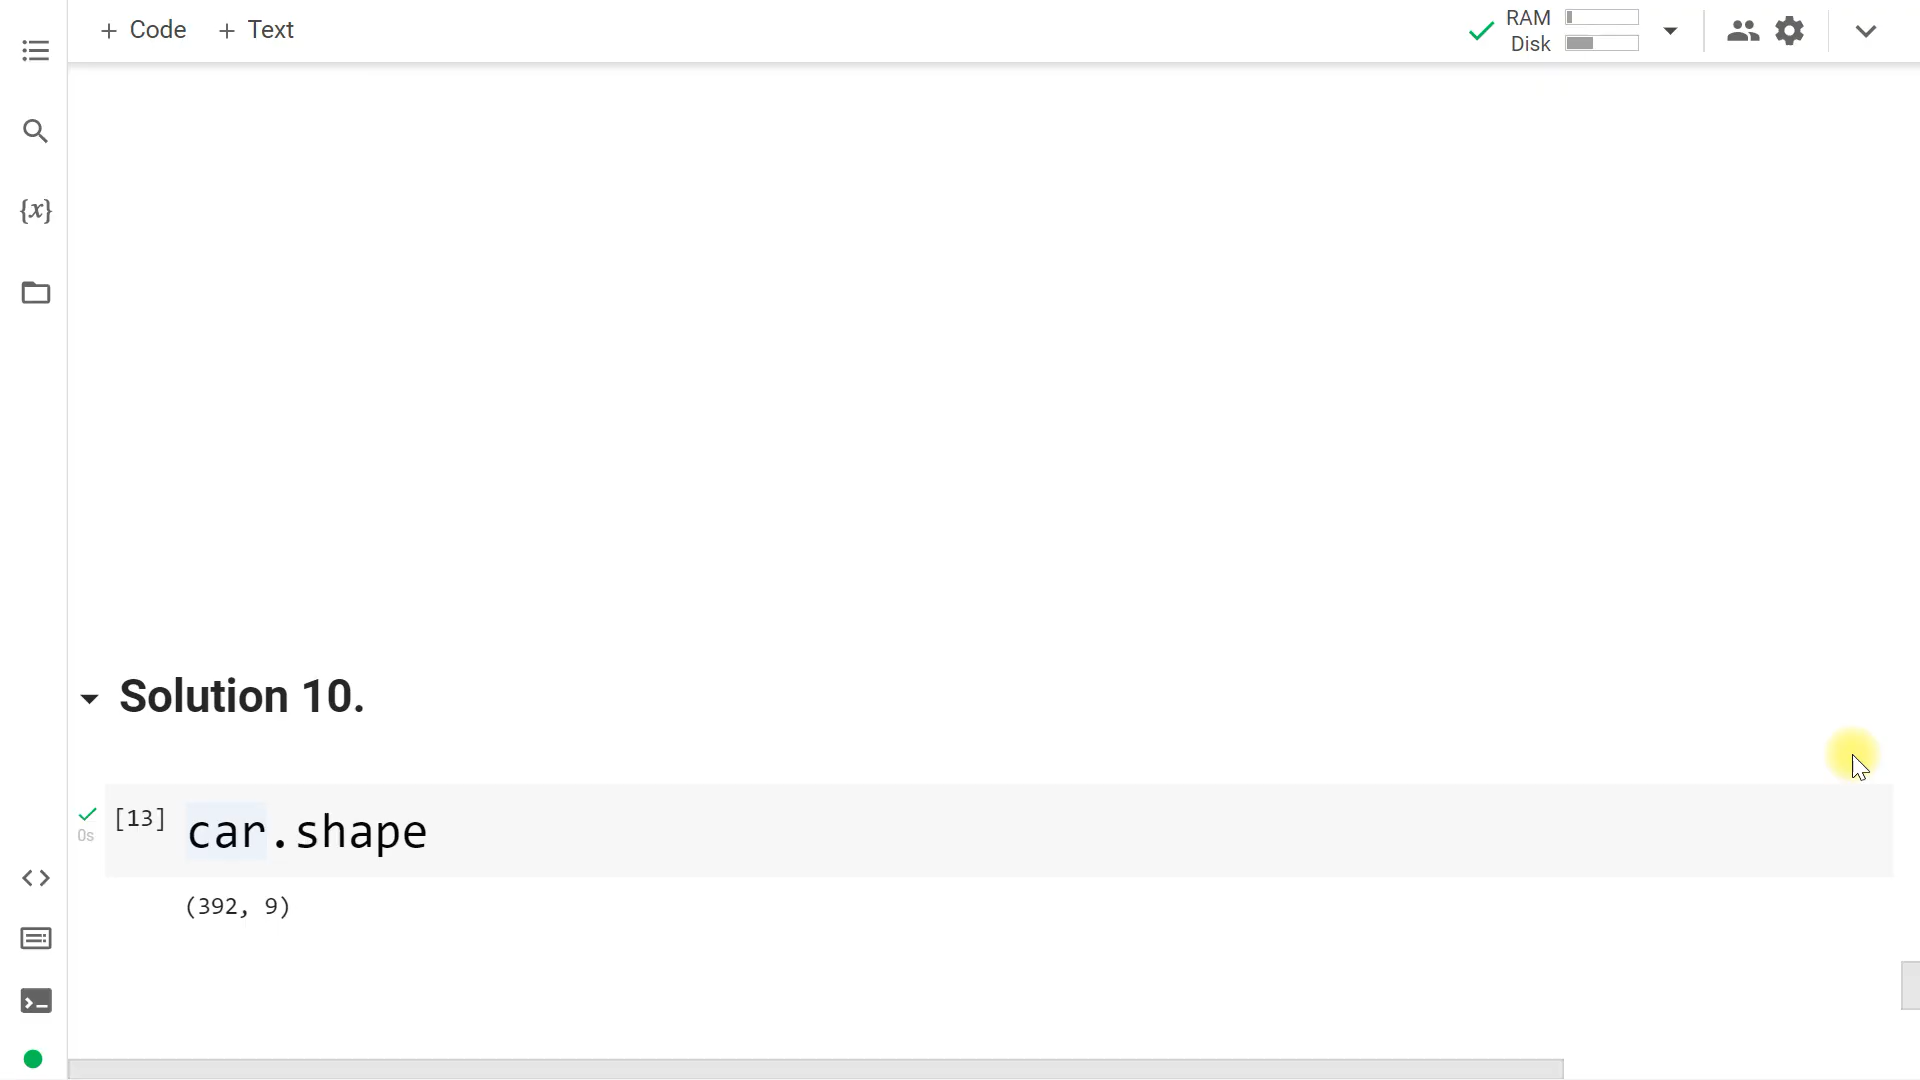 + Code + Text
RAM
Disk
{x}
Solution 10.
[13] car.shape
0s
(392, 9)